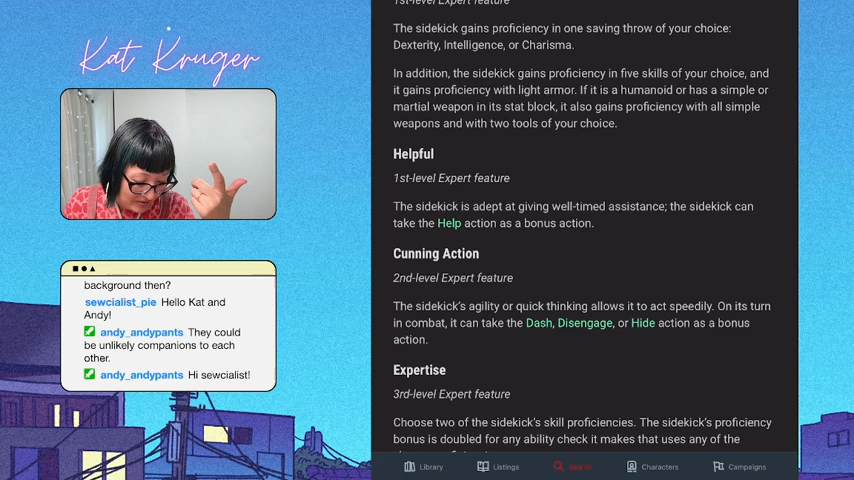 Kat Kruger
background then?
sewcialist_pie Hello Kat and
Andy!
andy_andypants They could
be unlikely companions to each
other.
andy_andypants Hi sewcialist!
1st-level Expert feature
The sidekick gains proficiency in one saving throw of your choice:
Dexterity, Intelligence, or Charisma.
In addition, the sidekick gains proficiency in five skills of your choice, and
it gains proficiency with light armor. If it is a humanoid or has a simple or
martial weapon in its stat block, it also gains proficiency with all simple
weapons and with two tools of your choice.
Helpful
1st-level Expert feature
The sidekick is adept at giving well-timed assistance; the sidekick can
take the Help action as a bonus action.
Cunning Action
2nd-level Expert feature
The sidekick's agility or quick thinking allows it to act speedily. On its turn
in combat, it can take the Dash, Disengage, or Hide action as a bonus
action.
Expertise
3rd-level Expert feature
Choose two of the sidekick's skill proficiencies. The sidekick's proficiency
bonus is doubled for any ability check it makes that uses any of the
Library Listings Search Characters Campaigns